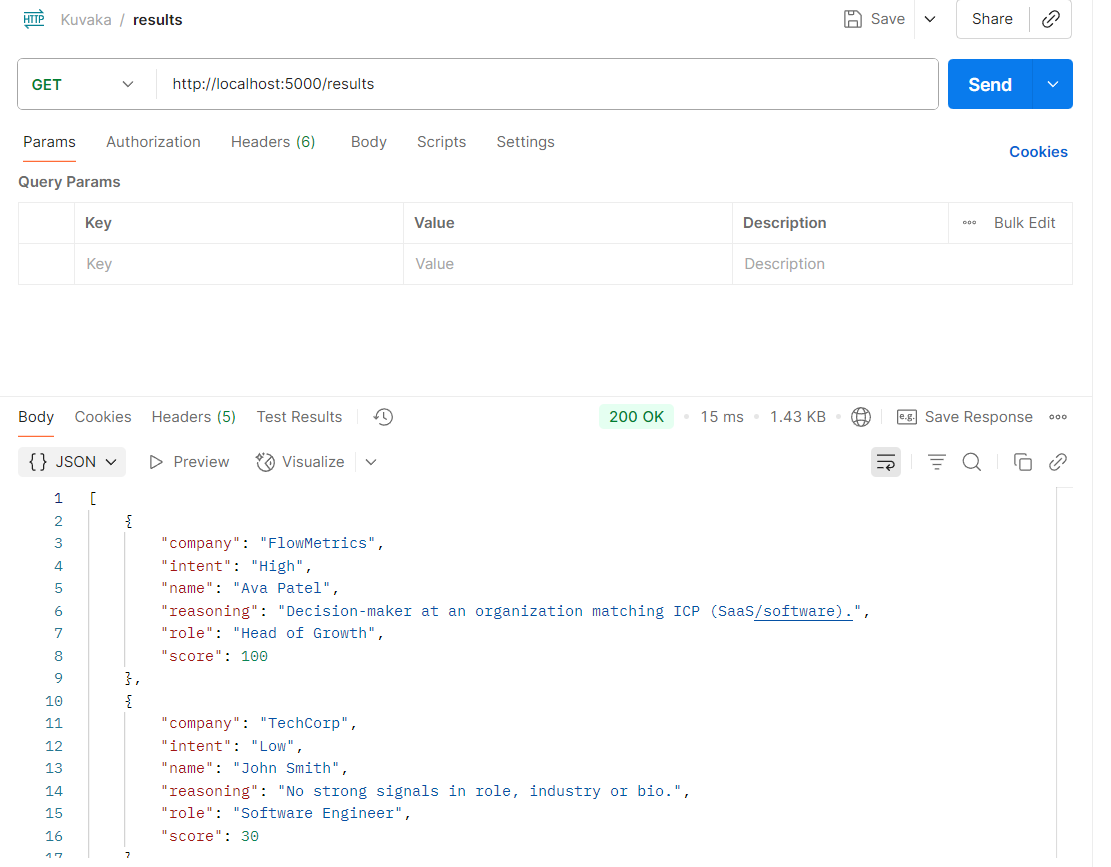 HTTP Kuvaka / results Save Share
GET http://localhost:5000/results Send
Params Authorization Headers (6) Body Scripts Settings
Cookies
Query Params
Key Value Description Bulk Edit
Key Value Description
Body Cookies Headers (5) Test Results 200 OK 15 ms 1.43 KB e.g. Save Response
{} JSON Preview Visualize
1 [
2 {
3 "company": "FlowMetrics",
4 "intent": "High",
5 "name": "Ava Patel",
6 "reasoning": "Decision-maker at an organization matching ICP (SaaS/software).",
7 "role": "Head of Growth",
8 "score": 100
9 },
10 {
11 "company": "TechCorp",
12 "intent": "Low",
13 "name": "John Smith",
14 "reasoning": "No strong signals in role, industry or bio.",
15 "role": "Software Engineer",
16 "score": 30
17